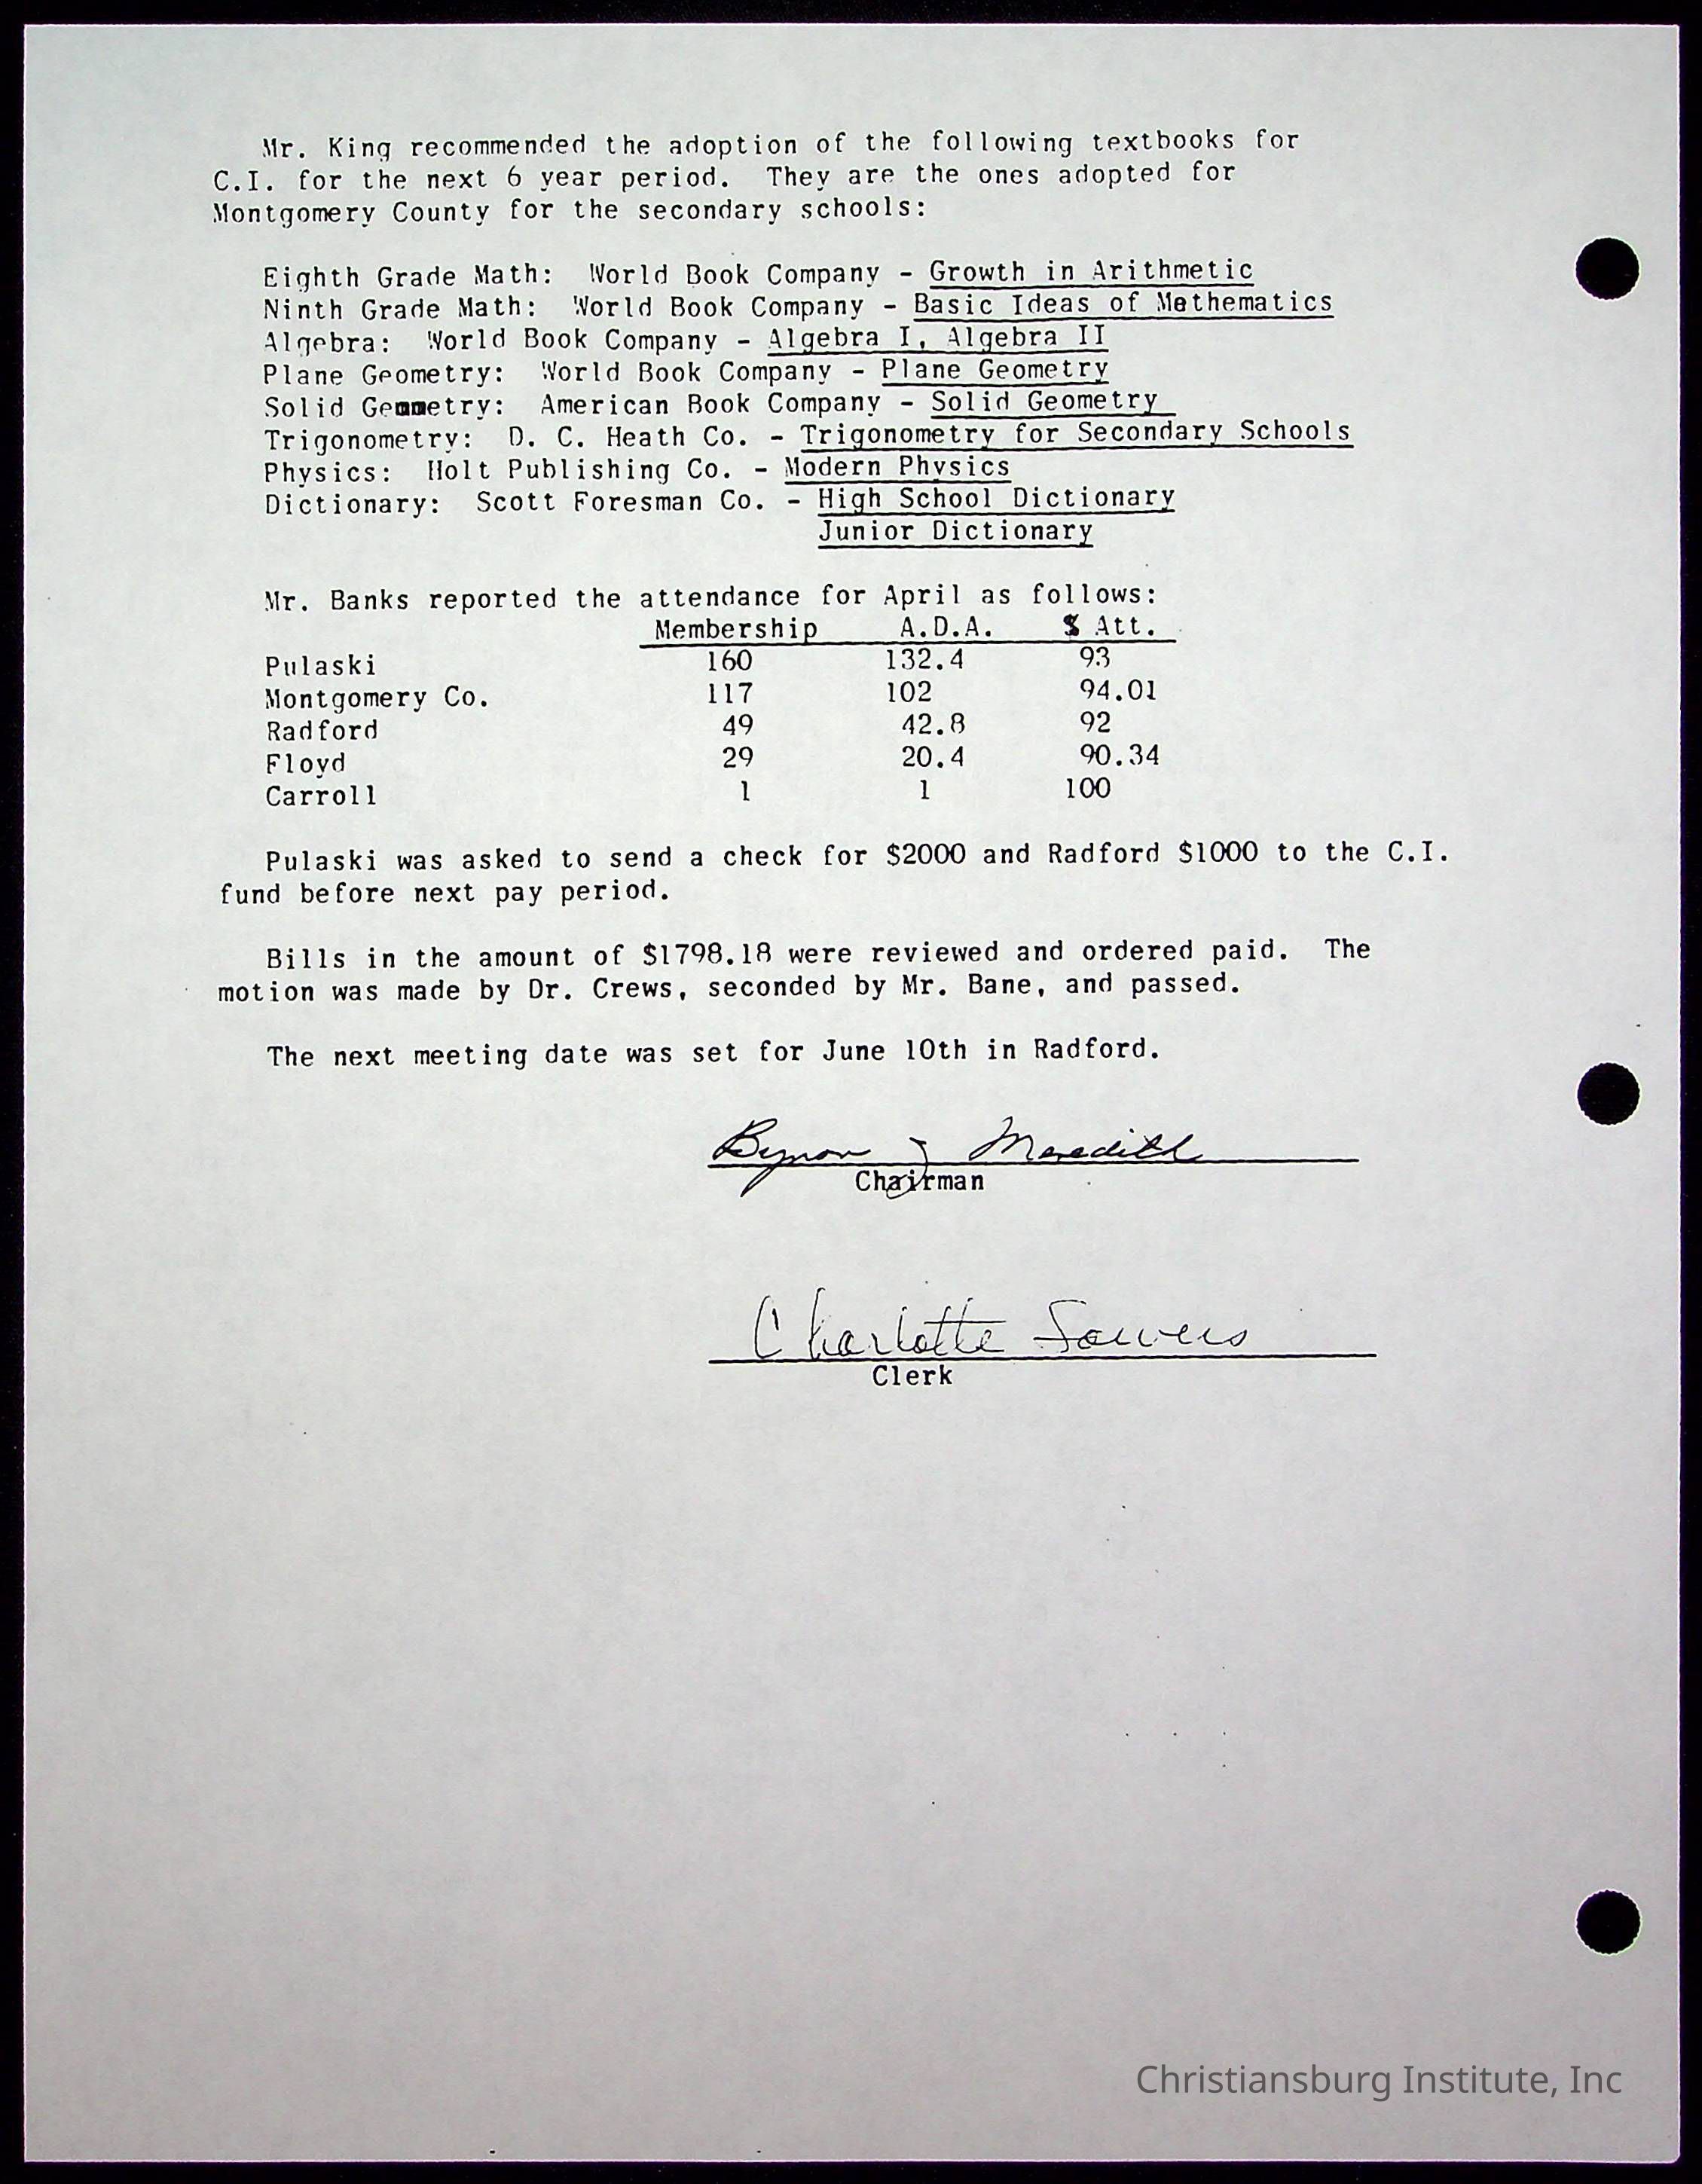 Mr. King recommended the adoption of the following textbooks for
C.I. for the next 6 year period. They are the ones adopted for
Montgomery County for the secondary schools:
Eighth Grade Math: World Book Company - Growth in Arithmetic
Ninth Grade Math: World Book Company - Basic Ideas of Mathematics
Algebra: World Book Company - Algebra I, Algebra II
Plane Geometry: World Book Company - Plane Geometry
Solid Geometry: American Book Company - Solid Geometry
Trigonometry: D. C. Heath Co. - Trigonometry for Secondary Schools
Physics: Holt Publishing Co. - Modern Physics
Dictionary: Scott Foresman Co. - High School Dictionary
Junior Dictionary
Mr. Banks reported the attendance for April as follows:
Membership A.D.A. % Att.
Pulaski 160 132.4 93
Montgomery Co. 117 102 94.01
Radford 49 42.8 92
Floyd 29 20.4 90.34
Carroll 1 1 100
Pulaski was asked to send a check for $2000 and Radford $1000 to the C.I.
fund before next pay period.
Bills in the amount of $1798.18 were reviewed and ordered paid. The
motion was made by Dr. Crews, seconded by Mr. Bane, and passed.
The next meeting date was set for June 10th in Radford.
Bynon J Meredith
Chairman
Charlotte Sowers
Clerk
Christiansburg Institute, Inc